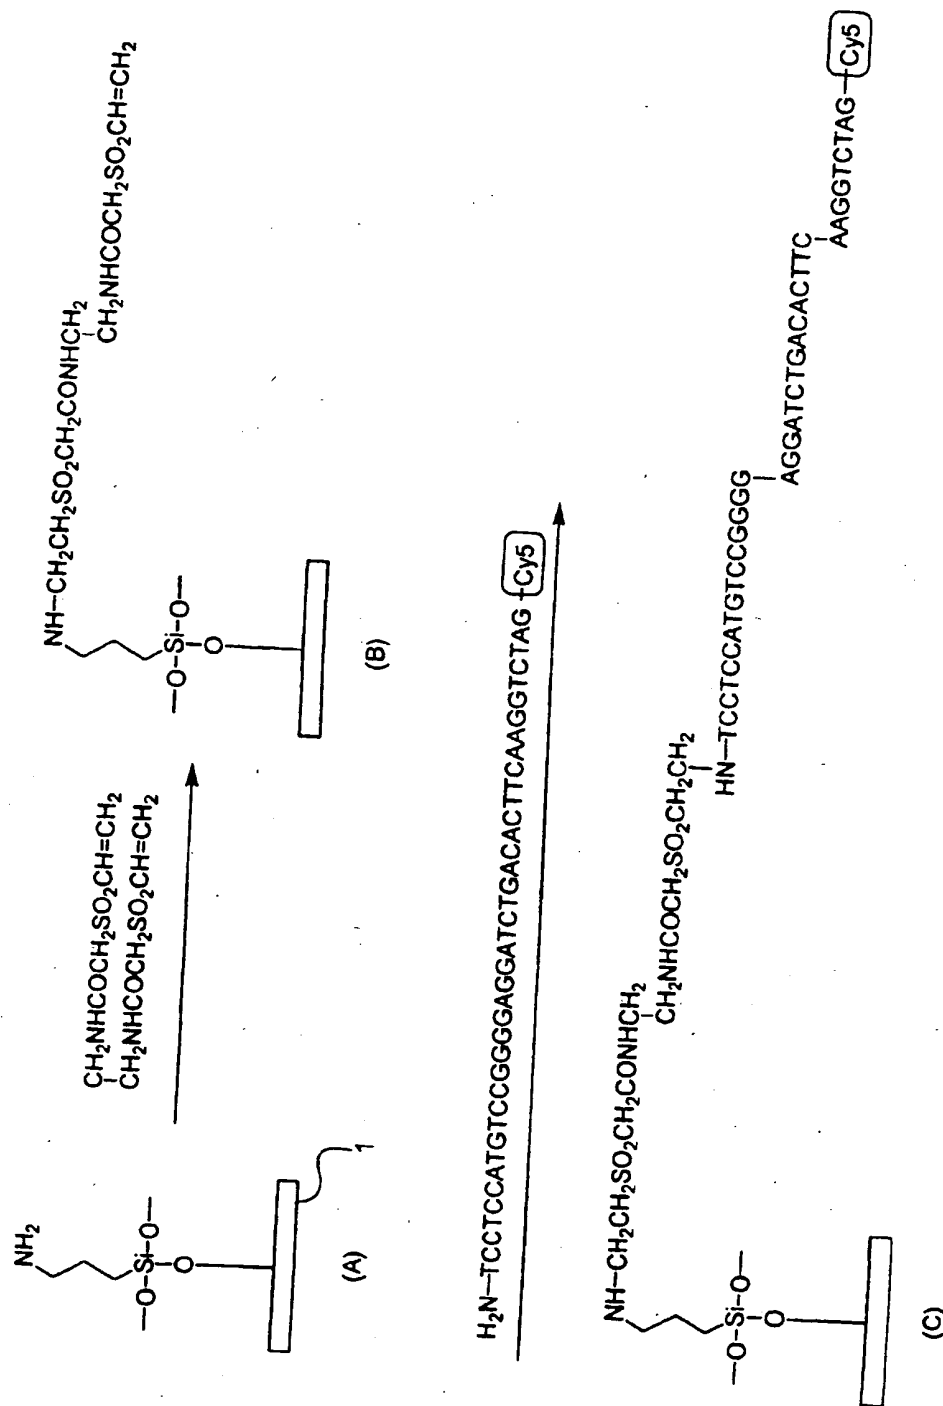 NH2
—O—Si—O—
O
1
(A)
CH2NHCOCH2SO2CH=CH2
CH2NHCOCH2SO2CH=CH2
NH—CH2CH2SO2CH2CONHCH2
CH2NHCOCH2SO2CH=CH2
—O—Si—O—
O
(B)
H2N—TCCTCCATGTCCGGGGAGGATCTGACACTTCAAGGTCTAG—Cy5
NH—CH2CH2SO2CH2CONHCH2
CH2NHCOCH2SO2CH2CH2
HN—TCCTCCATGTCCGGGG
AGGATCTGACACTTC
AAGGTCTAG—Cy5
—O—Si—O—
O
(C)